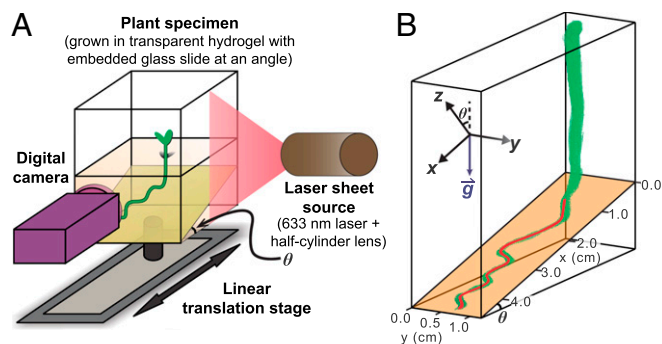 A
Plant specimen
(grown in transparent hydrogel with
embedded glass slide at an angle)
Digital
camera
Laser sheet
source
(633 nm laser +
half-cylinder lens)
θ
Linear
translation stage
B
z
θ
y
x
g
0.0
1.0
2.0
x (cm)
3.0
4.0
θ
0.0
0.5
1.0
y (cm)